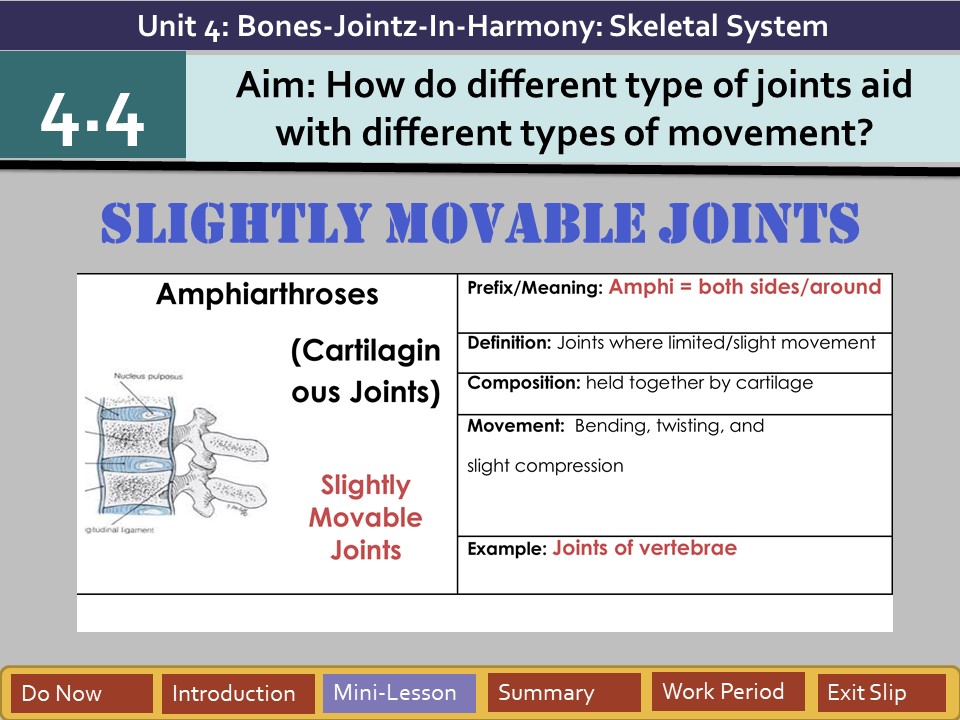 Unit 4: Bones-Jointz-In-Harmony: Skeletal System
4.4
Aim: How do different type of joints aid
with different types of movement?
SLIGHTLY MOVABLE JOINTS
Amphiarthroses
(Cartilagin
ous Joints)
Nucleus pulposus
gitudinal ligament
Slightly
Movable
Joints
Prefix/Meaning: Amphi = both sides/around
Definition: Joints where limited/slight movement
Composition: held together by cartilage
Movement: Bending, twisting, and
slight compression
Example: Joints of vertebrae
Do Now
Introduction
Mini-Lesson
Summary
Work Period
Exit Slip